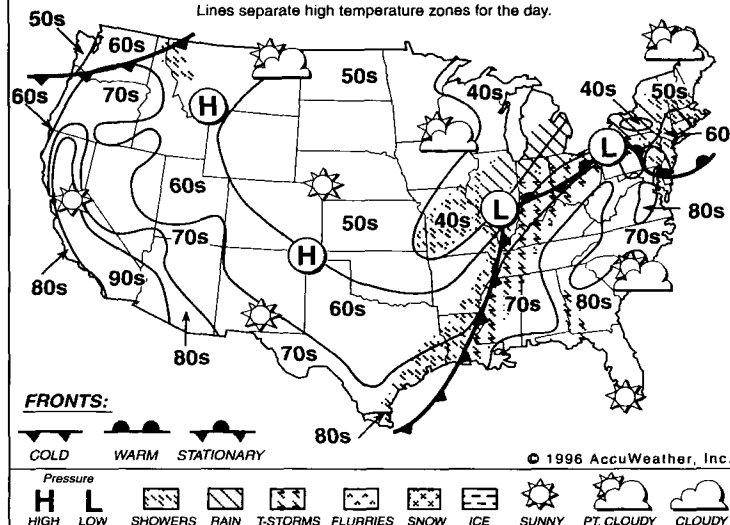 Lines separate high temperature zones for the day.
50s
60s
50s
40s
40s
50s
60s
70s
60s
H
L
60s
40s
L
80s
50s
70s
70s
H
80s
90s
60s
70s
80s
80s
70s
80s
FRONTS:
COLD WARM STATIONARY
© 1996 AccuWeather, Inc.
Pressure
H L
HIGH LOW SHOWERS RAIN T-STORMS FLURRIES SNOW ICE SUNNY PT. CLOUDY CLOUDY